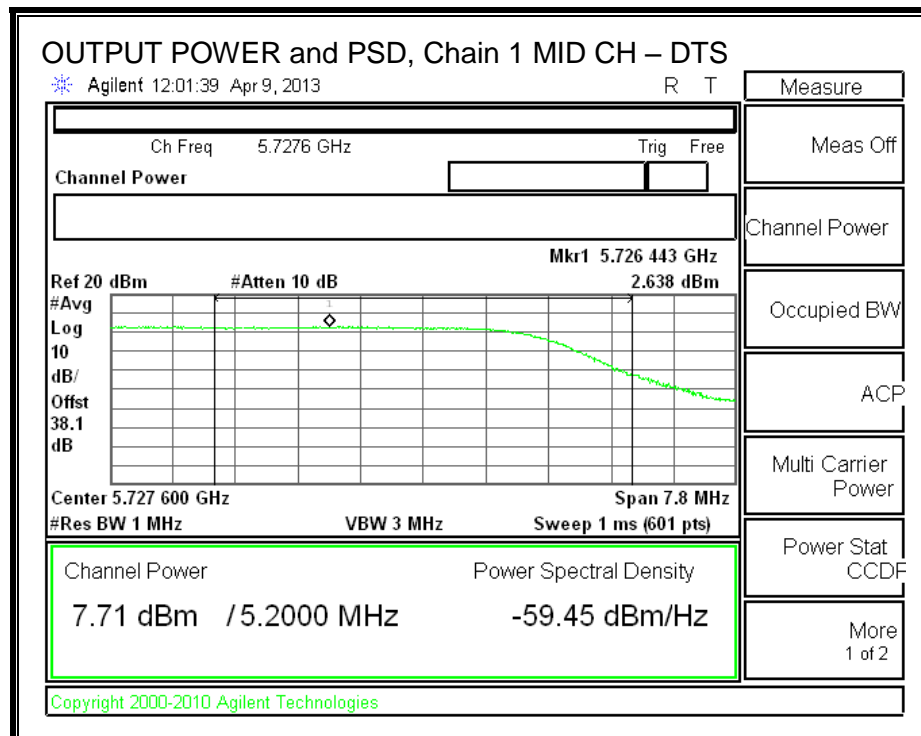 OUTPUT POWER and PSD, Chain 1 MID CH – DTS
Agilent 12:01:39 Apr 9, 2013 R T
Measure
Ch Freq 5.7276 GHz Trig Free
Meas Off
Channel Power
Channel Power
Mkr1 5.726 443 GHz
Ref 20 dBm #Atten 10 dB 2.638 dBm
#Avg
Log
10
dB/
Offst
38.1
dB
1
Occupied BW
ACP
Multi Carrier
Power
Center 5.727 600 GHz Span 7.8 MHz
#Res BW 1 MHz VBW 3 MHz Sweep 1 ms (601 pts)
Power Stat
CCDF
Channel Power Power Spectral Density
7.71 dBm / 5.2000 MHz -59.45 dBm/Hz
More
1 of 2
Copyright 2000-2010 Agilent Technologies